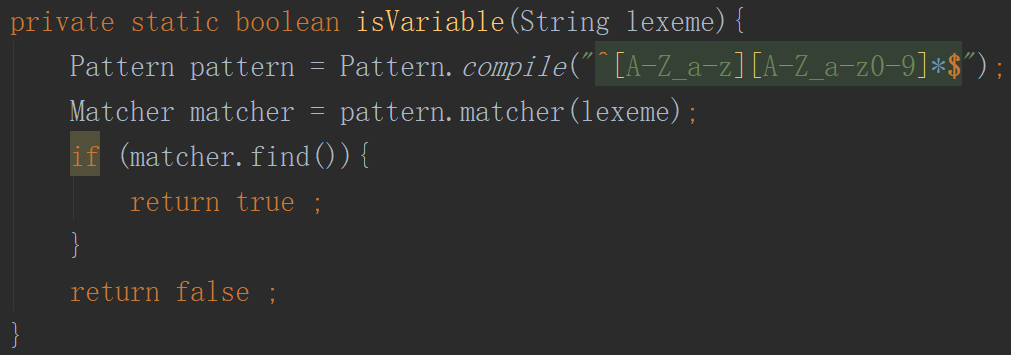 private static boolean isVariable(String lexeme){
    Pattern pattern = Pattern.compile("^[A-Z_a-z][A-Z_a-z0-9]*$");
    Matcher matcher = pattern.matcher(lexeme);
    if (matcher.find()){
        return true ;
    }
    return false ;
}